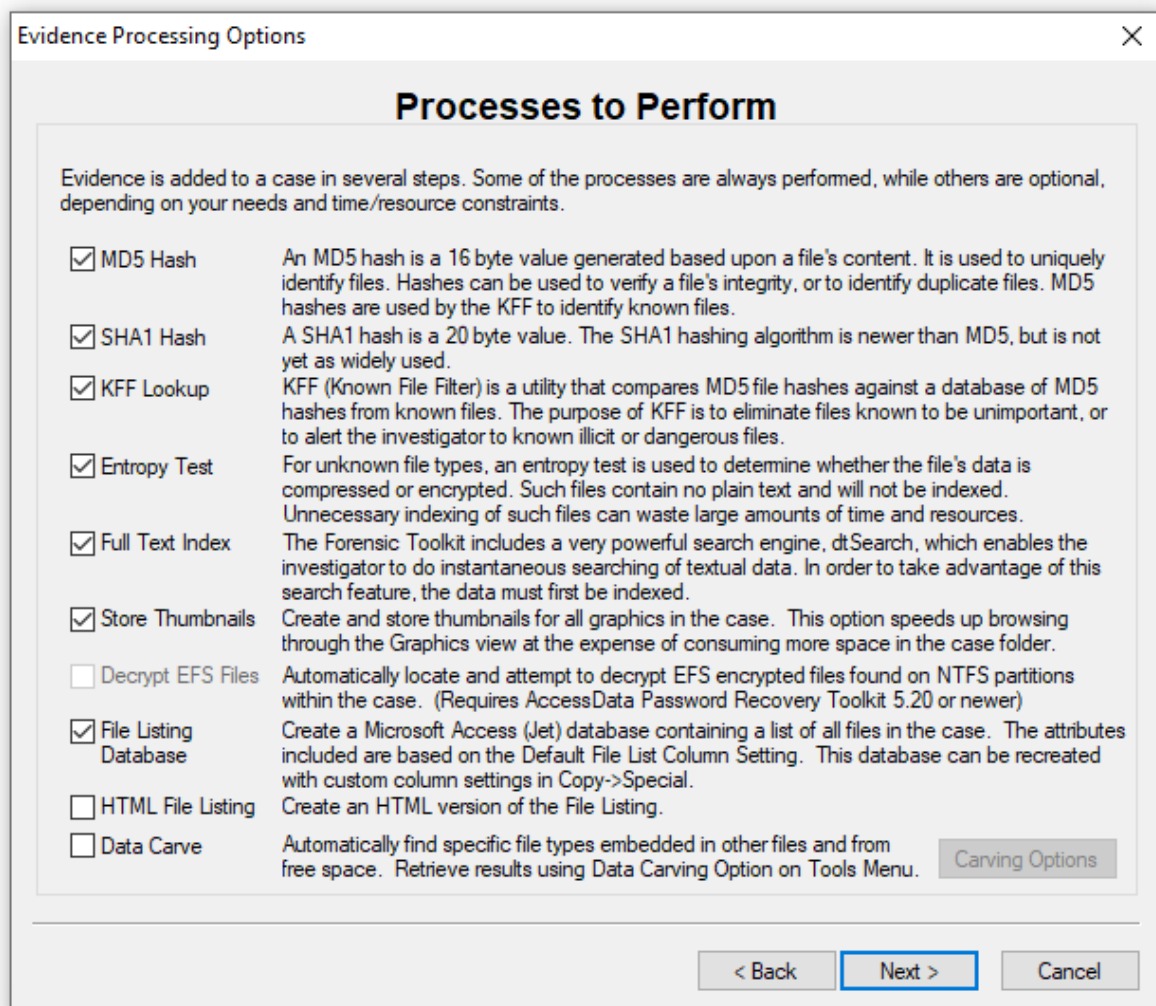 Evidence Processing Options
Processes to Perform
Evidence is added to a case in several steps. Some of the processes are always performed, while others are optional,
depending on your needs and time/resource constraints.
MD5 Hash
An MD5 hash is a 16 byte value generated based upon a file's content. It is used to uniquely
identify files. Hashes can be used to verify a file's integrity, or to identify duplicate files. MD5
hashes are used by the KFF to identify known files.
SHA1 Hash
A SHA1 hash is a 20 byte value. The SHA1 hashing algorithm is newer than MD5, but is not
yet as widely used.
KFF Lookup
KFF (Known File Filter) is a utility that compares MD5 file hashes against a database of MD5
hashes from known files. The purpose of KFF is to eliminate files known to be unimportant, or
to alert the investigator to known illicit or dangerous files.
Entropy Test
For unknown file types, an entropy test is used to determine whether the file's data is
compressed or encrypted. Such files contain no plain text and will not be indexed.
Unnecessary indexing of such files can waste large amounts of time and resources.
Full Text Index
The Forensic Toolkit includes a very powerful search engine, dtSearch, which enables the
investigator to do instantaneous searching of textual data. In order to take advantage of this
search feature, the data must first be indexed.
Store Thumbnails
Create and store thumbnails for all graphics in the case.  This option speeds up browsing
through the Graphics view at the expense of consuming more space in the case folder.
Decrypt EFS Files
Automatically locate and attempt to decrypt EFS encrypted files found on NTFS partitions
within the case.  (Requires AccessData Password Recovery Toolkit 5.20 or newer)
File Listing
Database
Create a Microsoft Access (Jet) database containing a list of all files in the case.  The attributes
included are based on the Default File List Column Setting.  This database can be recreated
with custom column settings in Copy->Special.
HTML File Listing
Create an HTML version of the File Listing.
Data Carve
Automatically find specific file types embedded in other files and from
free space.  Retrieve results using Data Carving Option on Tools Menu.
Carving Options
< Back
Next >
Cancel